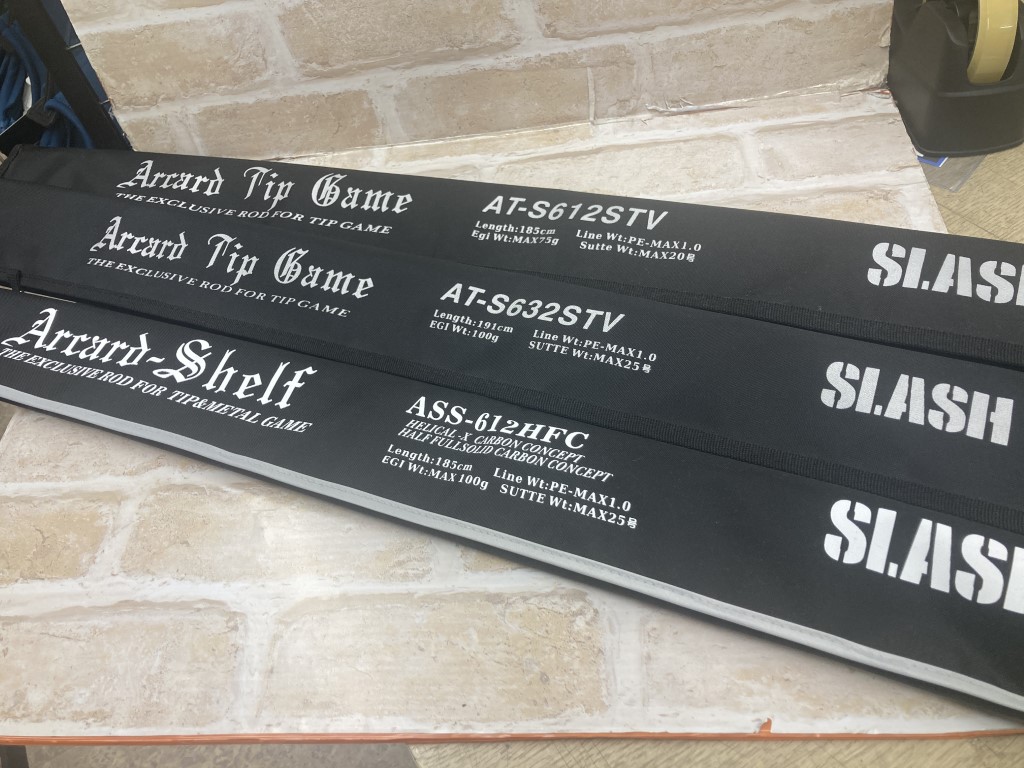 Arcard Tip Game
THE EXCLUSIVE ROD FOR TIP GAME
AT-S612STV
Length:185cm Line Wt:PE-MAX1.0
Egi Wt:MAX75g Sutte Wt:MAX20号
SLASH
Arcard Tip Game
THE EXCLUSIVE ROD FOR TIP GAME
AT-S632STV
Length:191cm Line Wt:PE-MAX1.0
EGI Wt:100g SUTTE Wt:MAX25号
SLASH
Arcard-Shelf
THE EXCLUSIVE ROD FOR TIP&METAL GAME
ASS-612HFC
HELICAL-X CARBON CONCEPT
HALF FULLSOLID CARBON CONCEPT
Length:185cm Line Wt:PE-MAX1.0
EGI Wt:MAX100g SUTTE Wt:MAX25号
SLASH